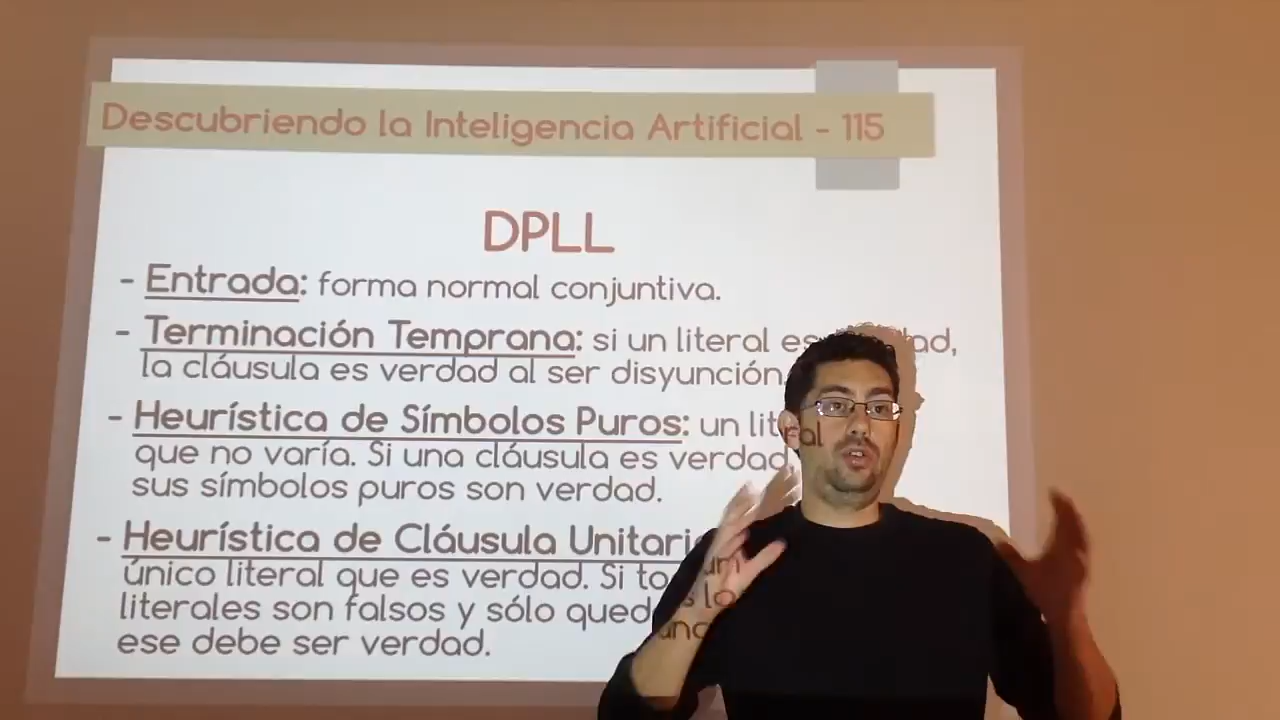 Descubriendo la Inteligencia Artificial - 115
DPLL
- Entrada: forma normal conjuntiva.
- Terminación Temprana: si un literal es
la cláusula es verdad al ser disyunción.
- Heurística de Símbolos Puros: un literal
que no varía. Si una cláusula es verdad
sus símbolos puros son verdad.
- Heurística de Cláusula
único literal que es verdad. Si
literales son falsos y sólo
ese debe ser verdad.